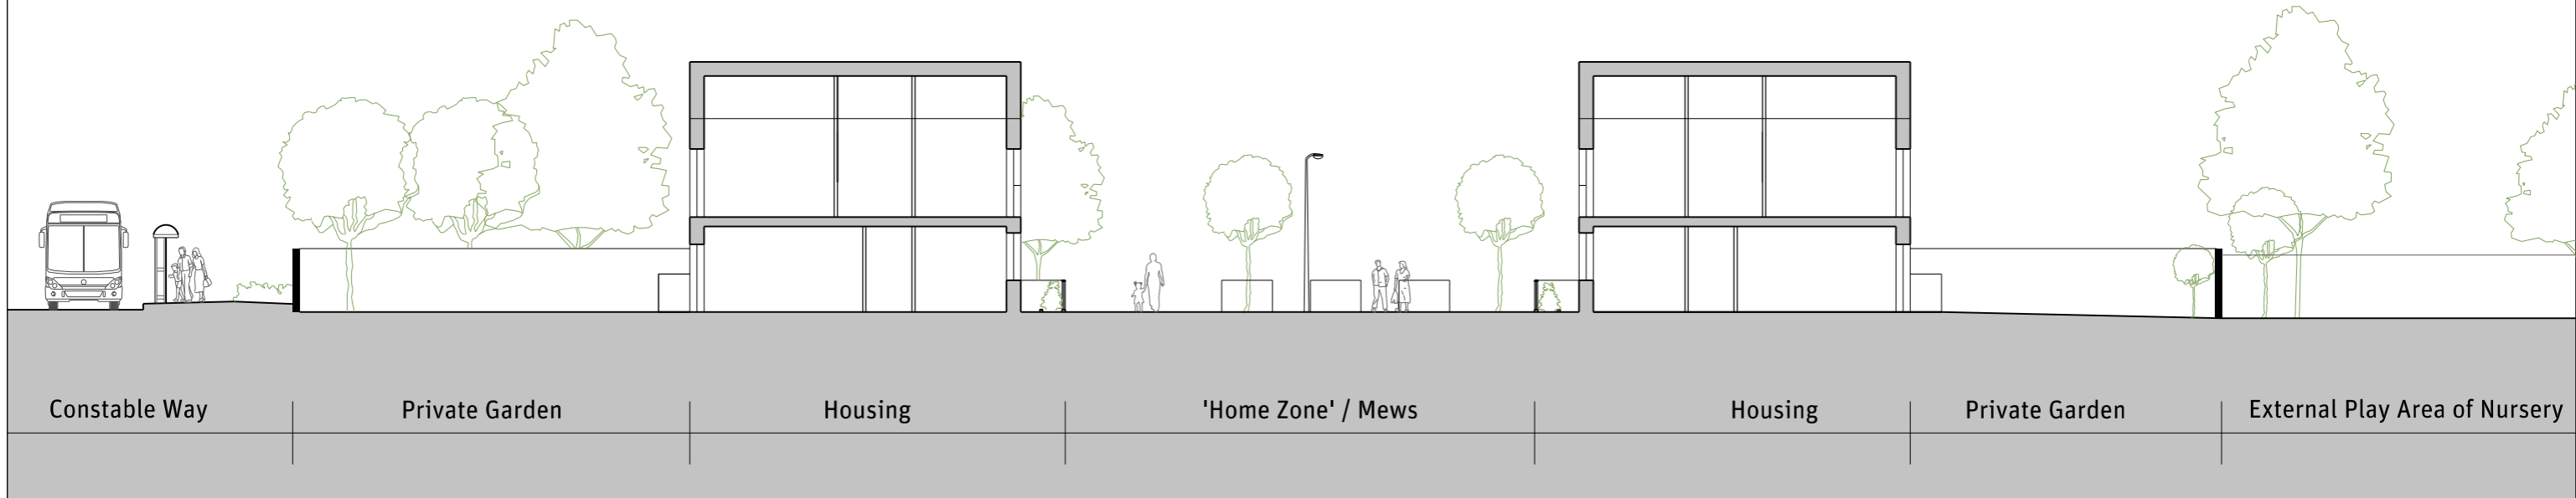 Constable Way
Private Garden
Housing
'Home Zone' / Mews
Housing
Private Garden
External Play Area of Nursery